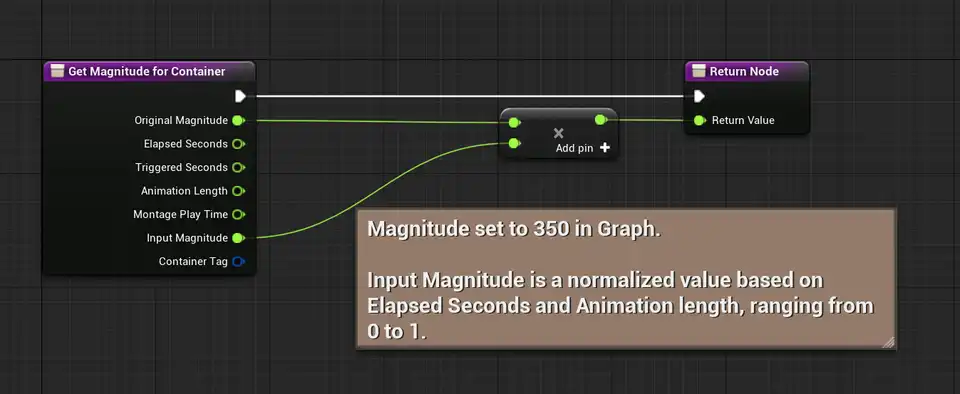 Get Magnitude for Container
Return Node
Original Magnitude
Return Value
Elapsed Seconds
Add pin +
Triggered Seconds
Animation Length
Montage Play Time
Input Magnitude
Container Tag
Magnitude set to 350 in Graph.
Input Magnitude is a normalized value based on
Elapsed Seconds and Animation length, ranging from
0 to 1.